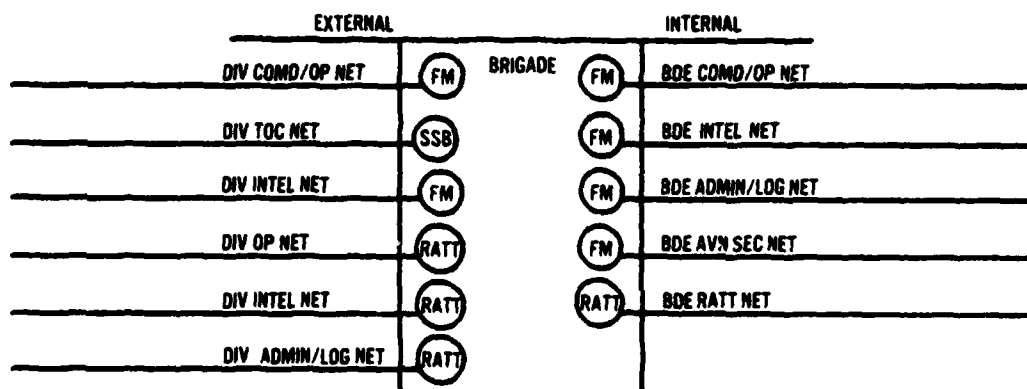 EXTERNAL INTERNAL
BRIGADE
DIV COMD/OP NET FM FM BDE COMD/OP NET
DIV TOC NET SSB FM BDE INTEL NET
DIV INTEL NET FM FM BDE ADMIN/LOG NET
DIV OP NET RATT FM BDE AVN SEC NET
DIV INTEL NET RATT RATT BDE RATT NET
DIV ADMIN/LOG NET RATT